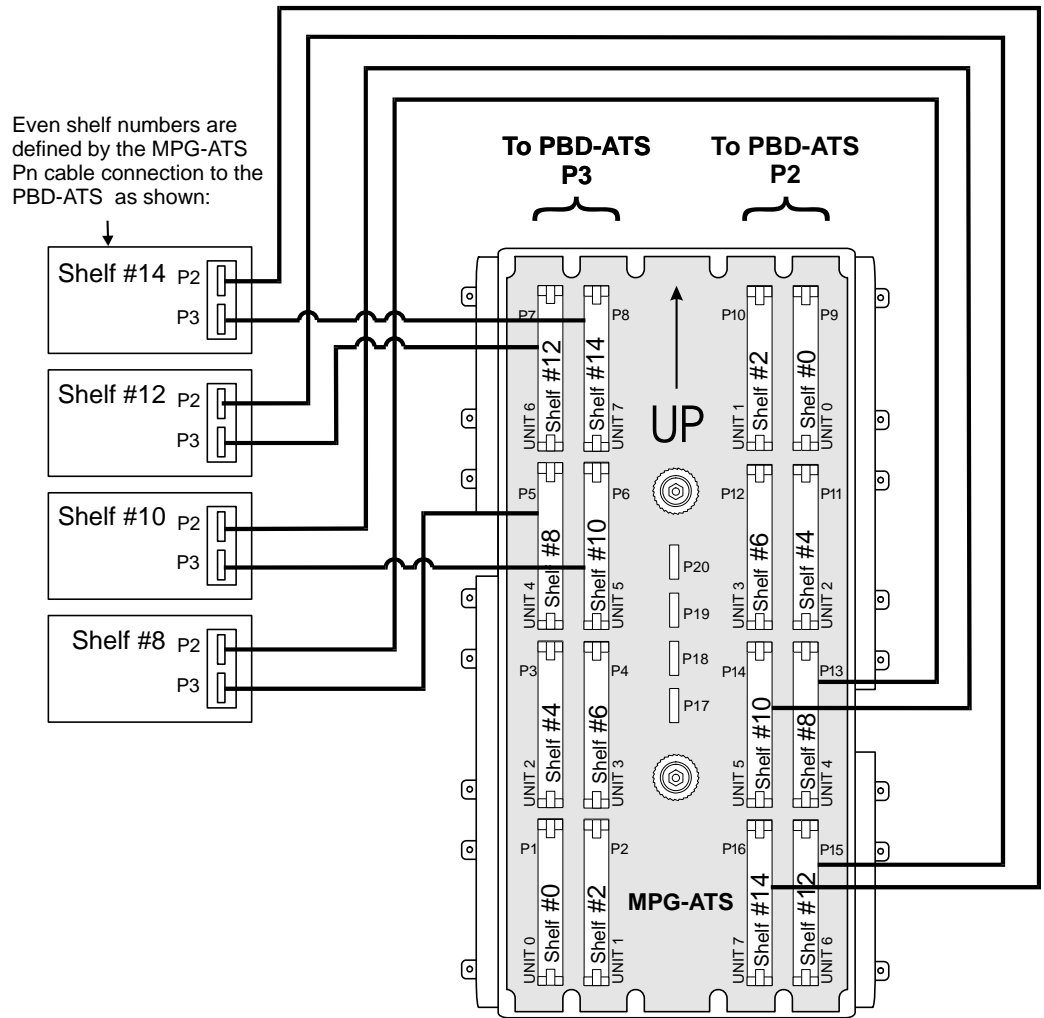 Even shelf numbers are
defined by the MPG-ATS
Pn cable connection to the
PBD-ATS as shown:
To PBD-ATS
P3
To PBD-ATS
P2
Shelf #14
P2
P3
Shelf #12
P2
P3
Shelf #10
P2
P3
Shelf #8
P2
P3
P7
Shelf #12
UNIT 6
P8
Shelf #14
UNIT 7
UP
P10
Shelf #2
UNIT 1
P9
Shelf #0
UNIT 0
P5
Shelf #8
UNIT 4
P6
Shelf #10
UNIT 5
P12
Shelf #6
UNIT 3
P11
Shelf #4
UNIT 2
P20
P19
P18
P17
P3
Shelf #4
UNIT 2
P4
Shelf #6
UNIT 3
P14
Shelf #10
UNIT 5
P13
Shelf #8
UNIT 4
P1
Shelf #0
UNIT 0
P2
Shelf #2
UNIT 1
MPG-ATS
P16
Shelf #14
UNIT 7
P15
Shelf #12
UNIT 6